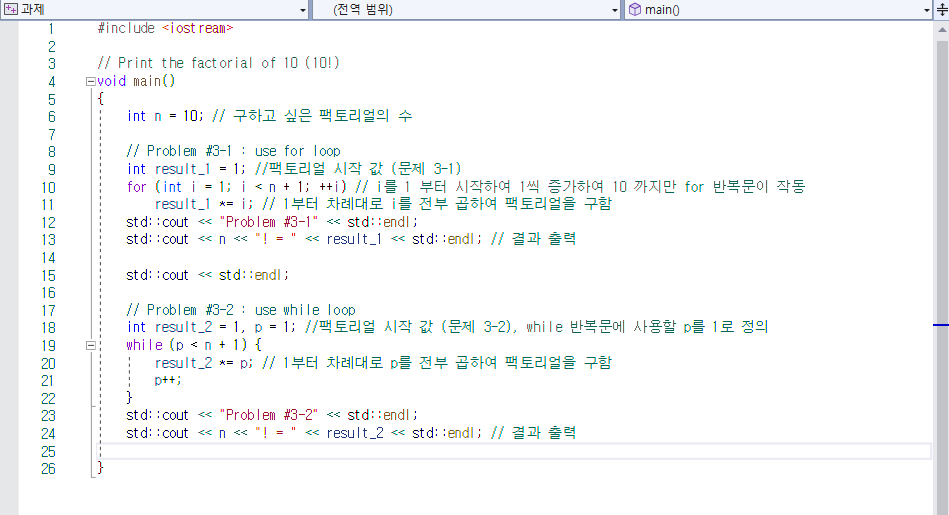 과제 (전역 범위) main()
1 #include <iostream>
2
3 // Print the factorial of 10 (10!)
4 void main()
5 {
6 int n = 10; // 구하고 싶은 팩토리얼의 수
7
8 // Problem #3-1 : use for loop
9 int result_1 = 1; //팩토리얼 시작 값 (문제 3-1)
10 for (int i = 1; i < n + 1; ++i) // i를 1 부터 시작하여 1씩 증가하여 10 까지만 for 반복문이 작동
11 result_1 *= i; // 1부터 차례대로 i를 전부 곱하여 팩토리얼을 구함
12 std::cout << "Problem #3-1" << std::endl;
13 std::cout << n << "! = " << result_1 << std::endl; // 결과 출력
14
15 std::cout << std::endl;
16
17 // Problem #3-2 : use while loop
18 int result_2 = 1, p = 1; //팩토리얼 시작 값 (문제 3-2), while 반복문에 사용할 p를 1로 정의
19 while (p < n + 1) {
20 result_2 *= p; // 1부터 차례대로 p를 전부 곱하여 팩토리얼을 구함
21 p++;
22 }
23 std::cout << "Problem #3-2" << std::endl;
24 std::cout << n << "! = " << result_2 << std::endl; // 결과 출력
25
26 }